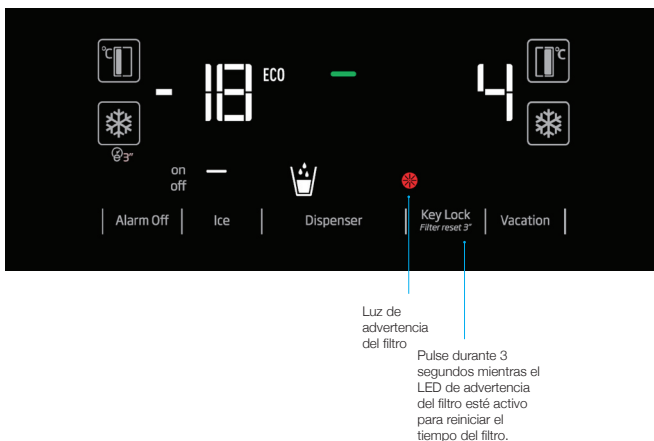 °C
°C
- 18 ECO
4
3"
on
off
Alarm Off
Ice
Dispenser
Key Lock
Filter reset 3"
Vacation
Luz de
advertencia
del filtro
Pulse durante 3
segundos mientras el
LED de advertencia
del filtro esté activo
para reiniciar el
tiempo del filtro.